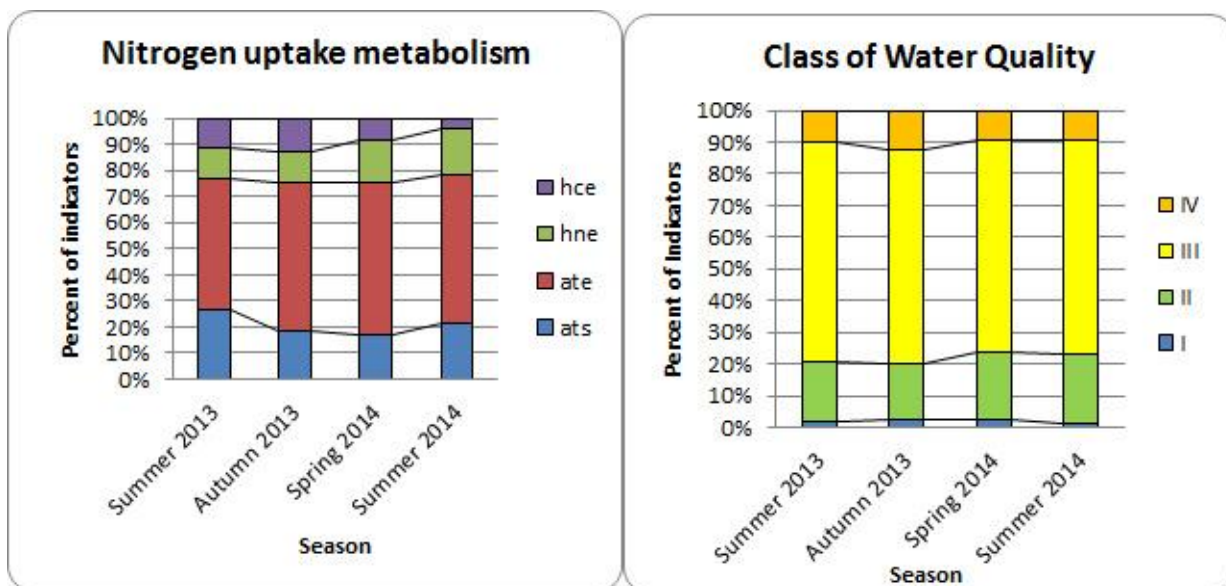 Nitrogen uptake metabolism
Percent of indicators
100%
90%
80%
70%
60%
50%
40%
30%
20%
10%
0%
Summer 2013
Autumn 2013
Spring 2014
Summer 2014
Season
hce
hne
ate
ats
Class of Water Quality
Percent of Indicators
100%
90%
80%
70%
60%
50%
40%
30%
20%
10%
0%
Summer 2013
Autumn 2013
Spring 2014
Summer 2014
Season
IV
III
II
I